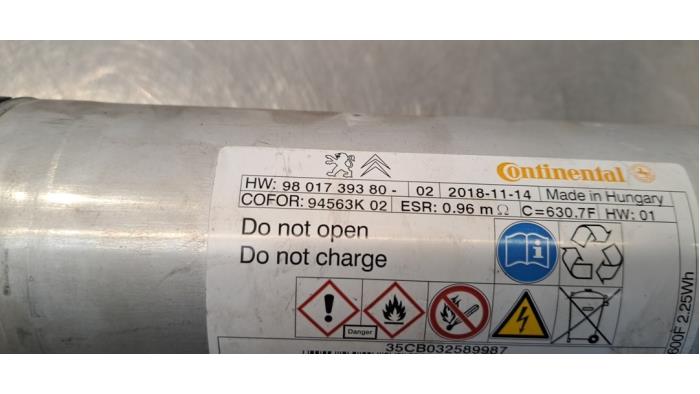 Continental
HW: 98 017 393 80 - 02 2018-11-14 Made in Hungary
COFOR: 94563K 02 ESR: 0.96 mΩ C=630.7F HW: 01
Do not open
Do not charge
Danger
35CB032589987
600F 2.25Wh